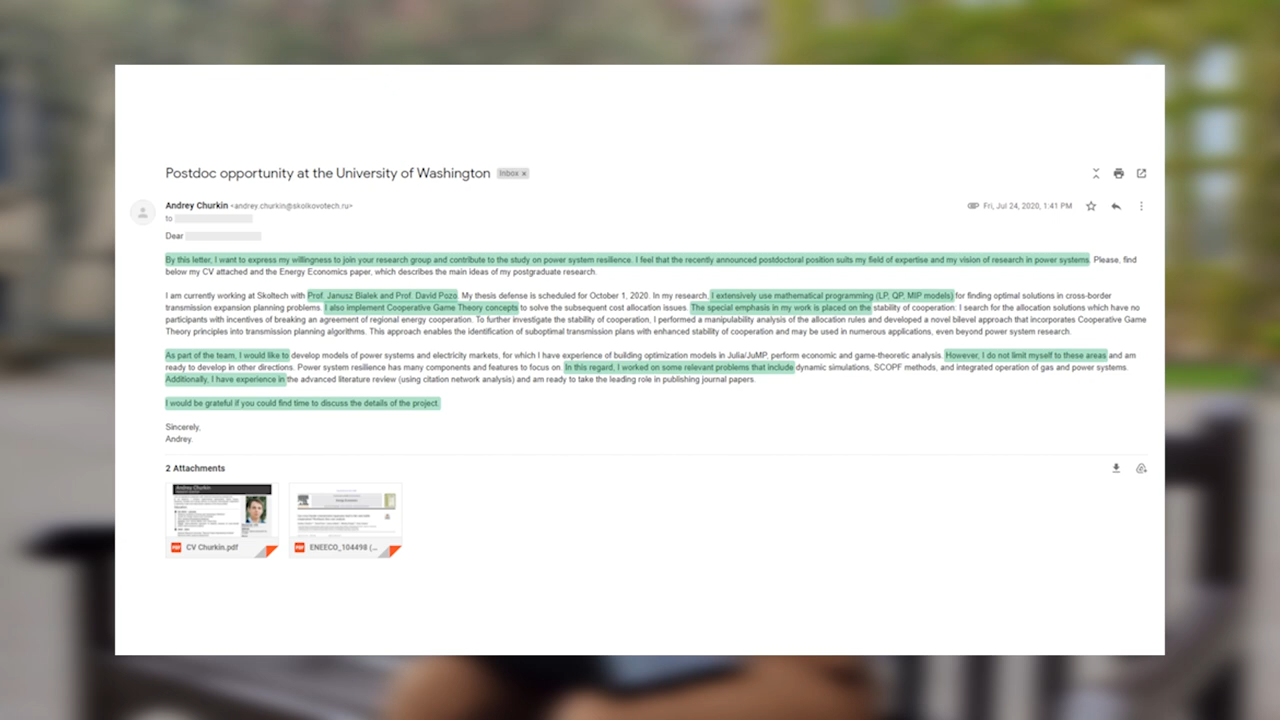 Postdoc opportunity at the University of Washington Inbox x
Andrey Churkin <andrey.churkin@skolkovotech.ru> Fri, Jul 24, 2020, 1:41 PM
to
Dear
By this letter, I want to express my willingness to join your research group and contribute to the study on power system resilience. I feel that the recently announced postdoctoral position suits my field of expertise and my vision of research in power systems. Please, find
below my CV attached and the Energy Economics paper, which describes the main ideas of my postgraduate research.
I am currently working at Skoltech with Prof. Janusz Bialek and Prof. David Pozo. My thesis defense is scheduled for October 1, 2020. In my research, I extensively use mathematical programming (LP, QP, MIP models) for finding optimal solutions in cross-border
transmission expansion planning problems. I also implement Cooperative Game Theory concepts to solve the subsequent cost allocation issues. The special emphasis in my work is placed on the stability of cooperation: I search for the allocation solutions which have no
participants with incentives of breaking an agreement of regional energy cooperation. To further investigate the stability of cooperation, I performed a manipulability analysis of the allocation rules and developed a novel bilevel approach that incorporates Cooperative Game
Theory principles into transmission planning algorithms. This approach enables the identification of suboptimal transmission plans with enhanced stability of cooperation and may be used in numerous applications, even beyond power system research.
As part of the team, I would like to develop models of power systems and electricity markets, for which I have experience of building optimization models in Julia/JuMP, perform economic and game-theoretic analysis. However, I do not limit myself to these areas and am
ready to develop in other directions. Power system resilience has many components and features to focus on. In this regard, I worked on some relevant problems that include dynamic simulations, SCOPF methods, and integrated operation of gas and power systems.
Additionally, I have experience in the advanced literature review (using citation network analysis) and am ready to take the leading role in publishing journal papers.
I would be grateful if you could find time to discuss the details of the project.
Sincerely,
Andrey.
2 Attachments
Andrey Churkin
PDF CV Churkin.pdf
PDF ENEECO_104498 (...